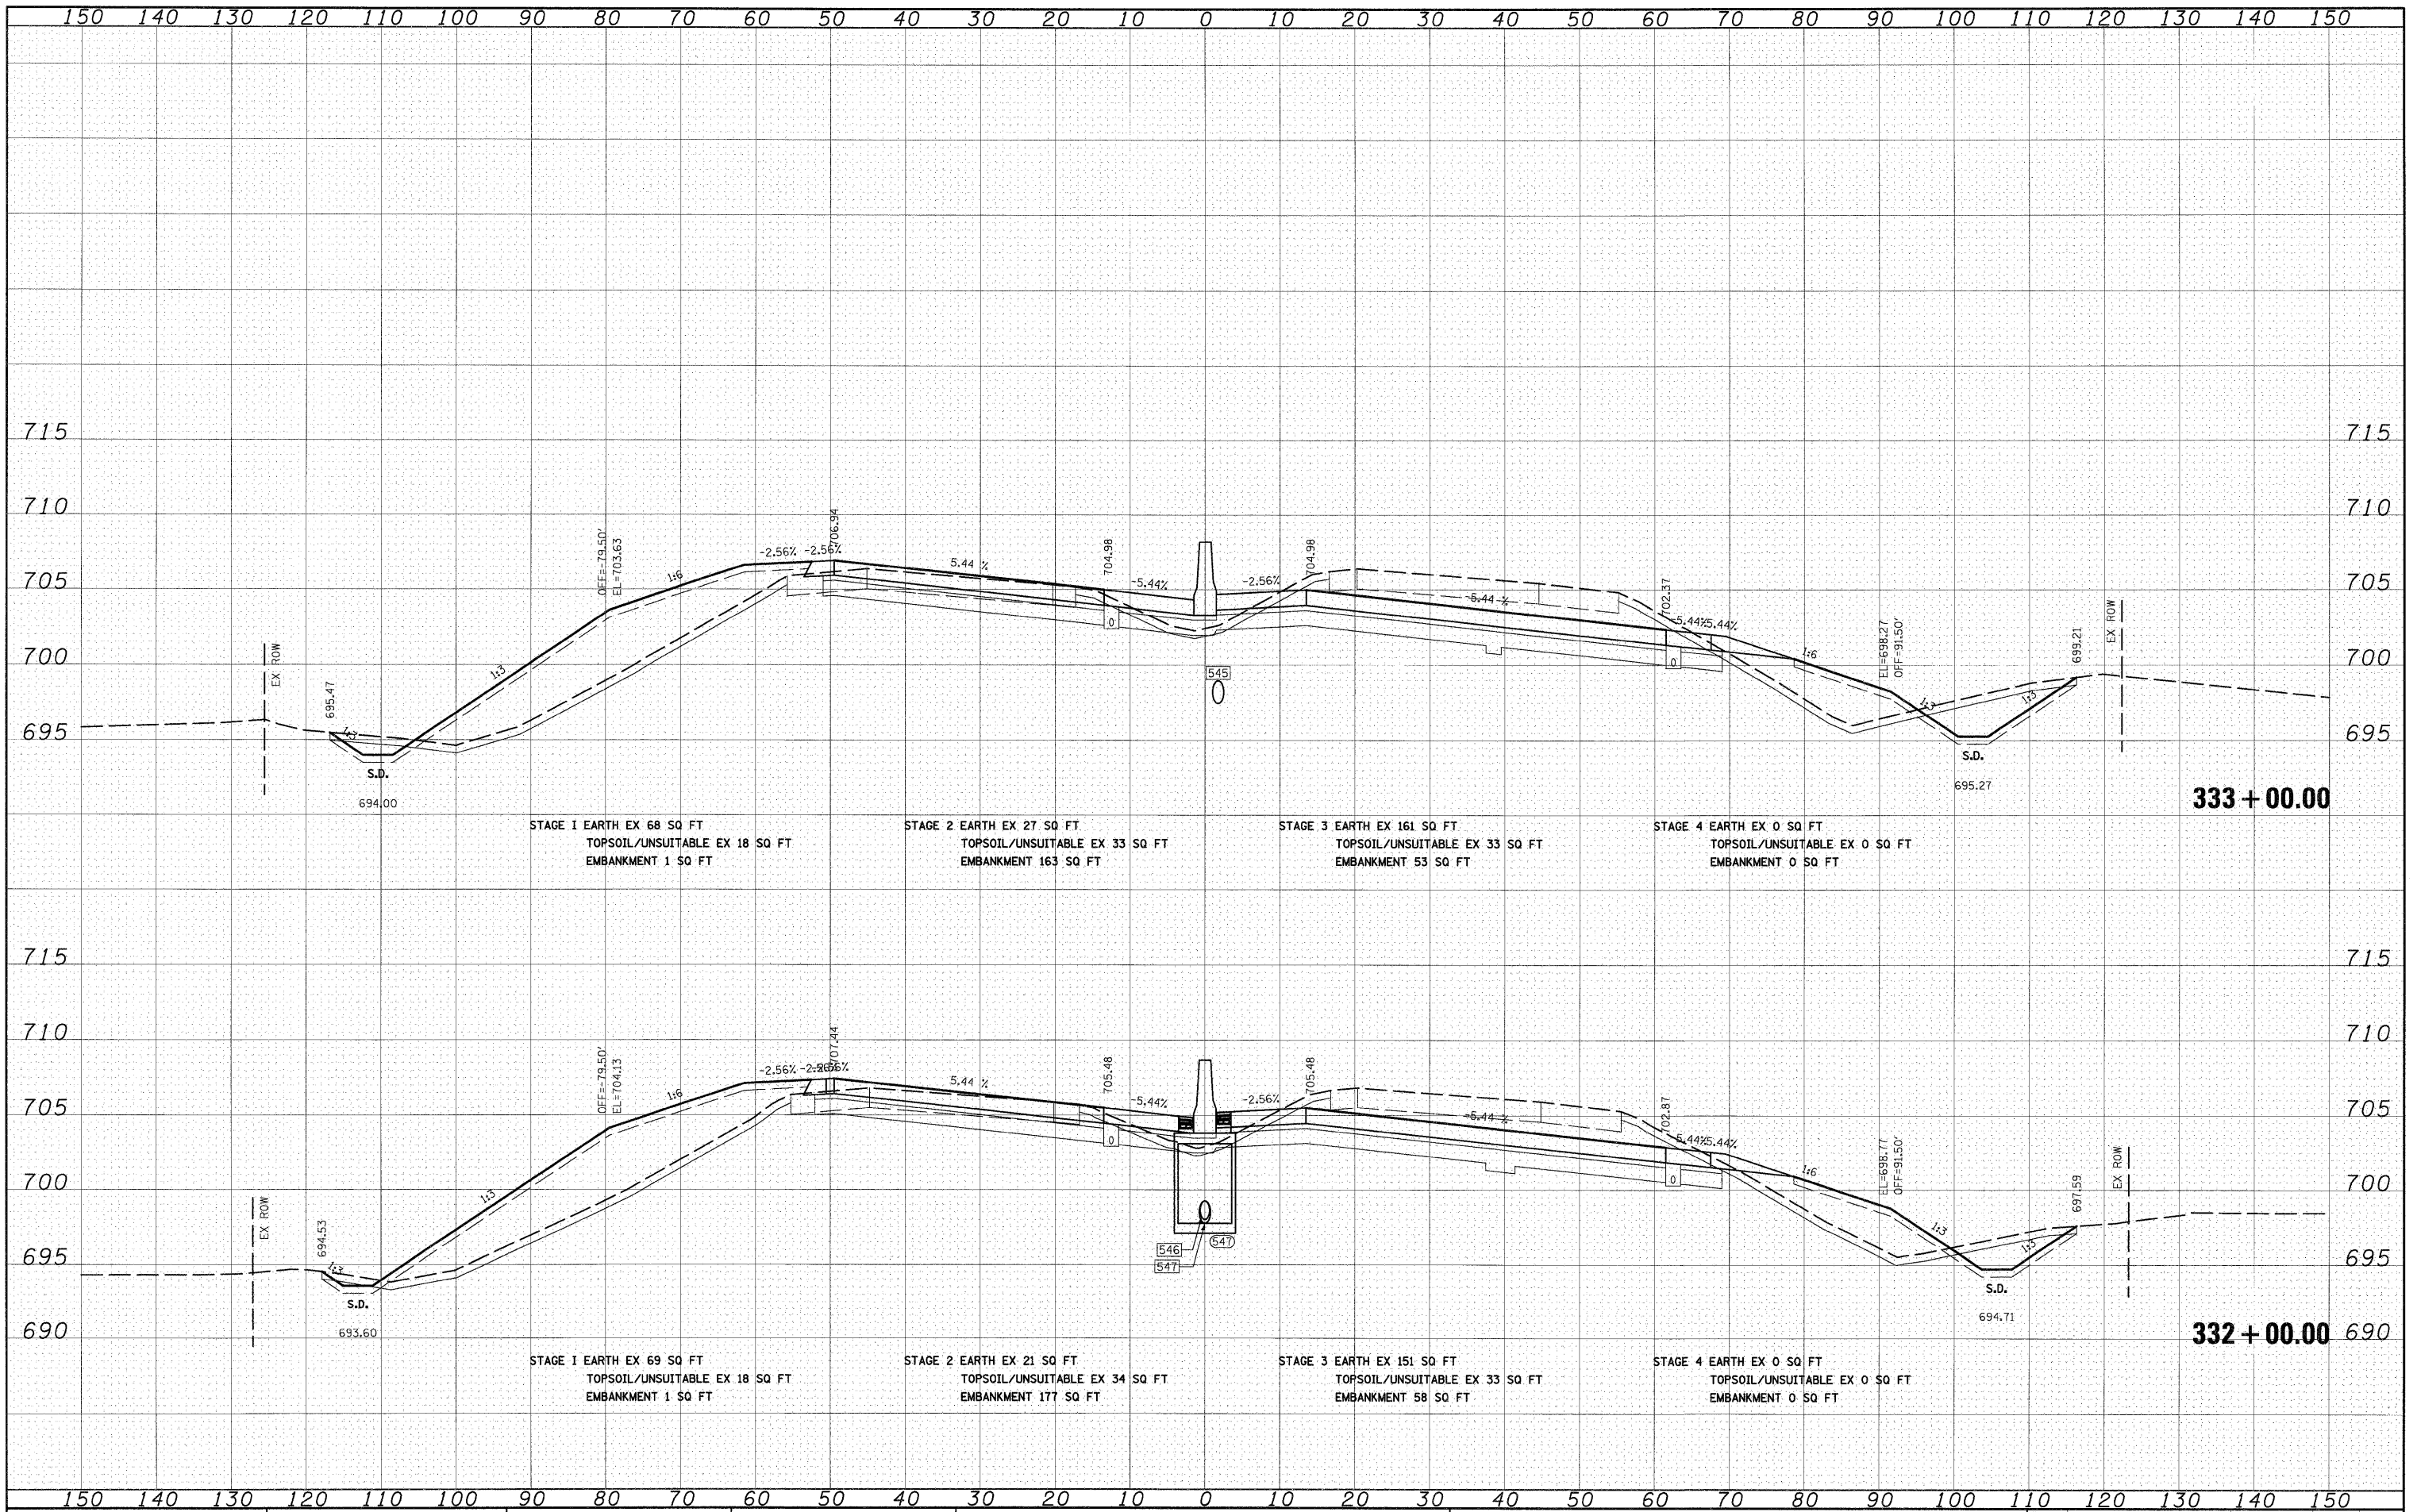 150 140 130 120 110 100 90 80 70 60 50 40 30 20 10 0 10 20 30 40 50 60 70 80 90 100 110 120 130 140 150
715 715
710 710
705 705
700 700
695 695
EX ROW
695.47
1:3
S.D.
694.00
1:3
OFF=-79.50'
EL=703.63
1:6
-2.56% -2.56%
706.94
5.44 %
704.98
0
-5.44%
545
-2.56%
704.98
-5.44 %
702.37
0
-5.44% -5.44%
1:6
EL=698.27
OFF=91.50'
1:3
S.D.
695.27
1:3
699.21
EX ROW
333+00.00
STAGE 1 EARTH EX 68 SQ FT
TOPSOIL/UNSUITABLE EX 18 SQ FT
EMBANKMENT 1 SQ FT
STAGE 2 EARTH EX 27 SQ FT
TOPSOIL/UNSUITABLE EX 33 SQ FT
EMBANKMENT 163 SQ FT
STAGE 3 EARTH EX 161 SQ FT
TOPSOIL/UNSUITABLE EX 33 SQ FT
EMBANKMENT 53 SQ FT
STAGE 4 EARTH EX 0 SQ FT
TOPSOIL/UNSUITABLE EX 0 SQ FT
EMBANKMENT 0 SQ FT
715 715
710 710
705 705
700 700
695 695
690 690
EX ROW
694.53
1:3
S.D.
693.60
1:3
OFF=-79.50'
EL=704.13
1:6
-2.56%
707.44
5.44 %
705.48
0
-5.44%
546
547
547
-2.56%
705.48
-5.44 %
702.87
0
-5.44% -5.44%
1:6
EL=698.77
OFF=91.50'
1:3
S.D.
694.71
1:3
697.59
EX ROW
332+00.00
STAGE 1 EARTH EX 69 SQ FT
TOPSOIL/UNSUITABLE EX 18 SQ FT
EMBANKMENT 1 SQ FT
STAGE 2 EARTH EX 21 SQ FT
TOPSOIL/UNSUITABLE EX 34 SQ FT
EMBANKMENT 177 SQ FT
STAGE 3 EARTH EX 151 SQ FT
TOPSOIL/UNSUITABLE EX 33 SQ FT
EMBANKMENT 58 SQ FT
STAGE 4 EARTH EX 0 SQ FT
TOPSOIL/UNSUITABLE EX 0 SQ FT
EMBANKMENT 0 SQ FT
150 140 130 120 110 100 90 80 70 60 50 40 30 20 10 0 10 20 30 40 50 60 70 80 90 100 110 120 130 140 150